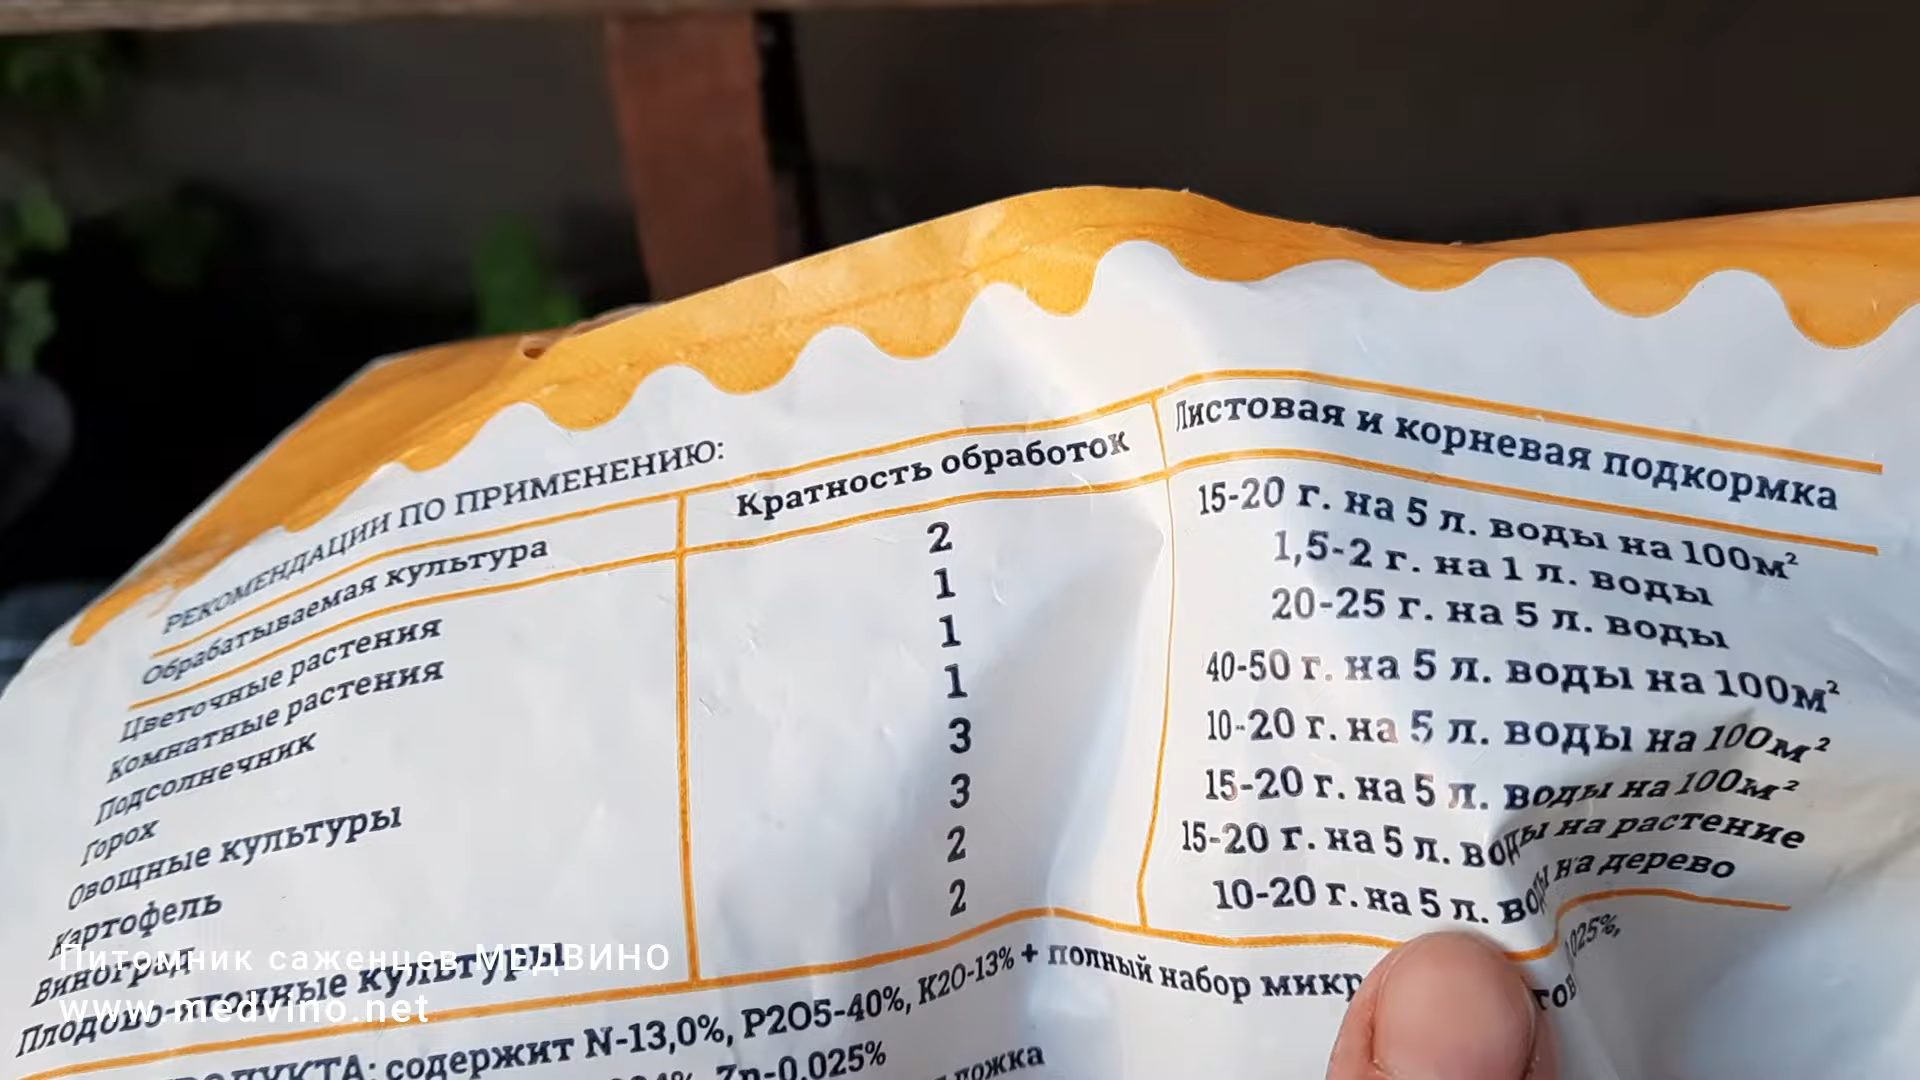 РЕКОМЕНДАЦИИ ПО ПРИМЕНЕНИЮ:
Обрабатываемая культура Кратность обработок Листовая и корневая подкормка
Цветочные растения 2 15-20 г. на 5 л. воды на 100м²
Комнатные растения 1 1,5-2 г. на 1 л. воды
Подсолнечник 1 20-25 г. на 5 л. воды
Горох 1 40-50 г. на 5 л. воды на 100м²
Овощные культуры 3 10-20 г. на 5 л. воды на 100м²
Картофель 3 15-20 г. на 5 л. воды на 100м²
Виноград 2 15-20 г. на 5 л. воды на растение
Плодово-ягодные культуры 2 10-20 г. на 5 л. воды на дерево
содержит N-13,0%, P2O5-40%, K2O-13% + полный набор
025%,
Zn-0,025%
Питомник саженцев МЕДВИНО
www.medvino.net